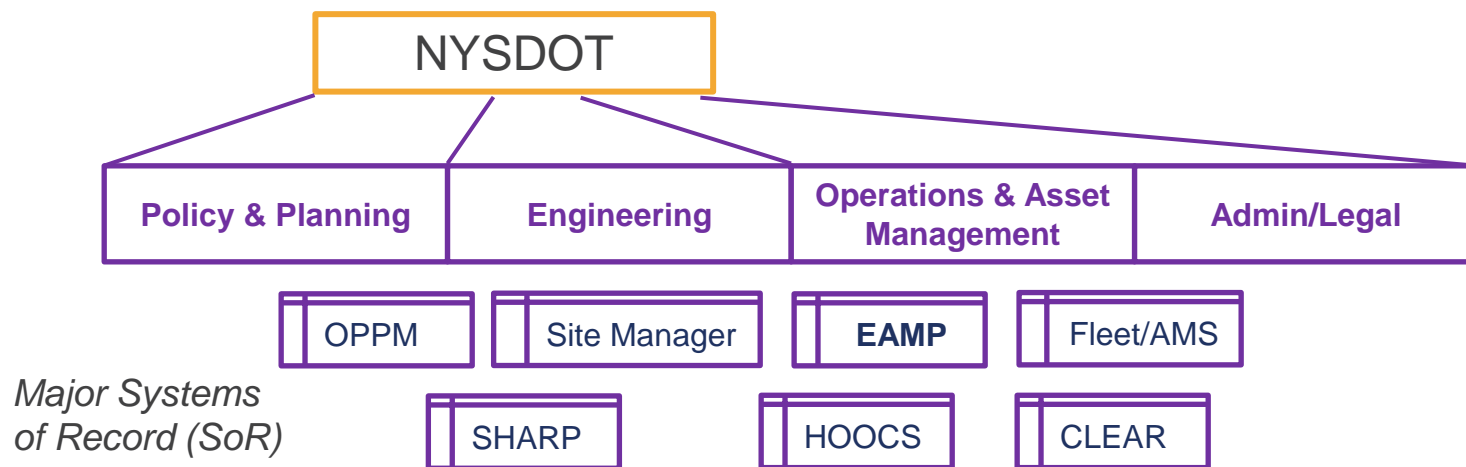 NYSDOT
Policy & Planning
Engineering
Operations & Asset
Management
Admin/Legal
OPPM
Site Manager
EAMP
Fleet/AMS
Major Systems
of Record (SoR)
SHARP
HOOCS
CLEAR